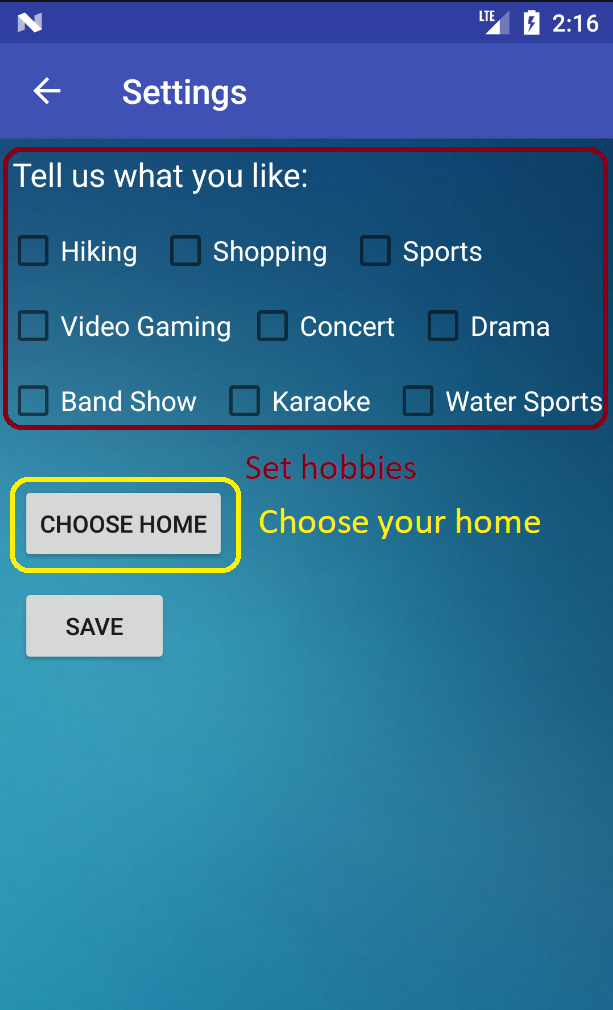 LTE 2:16
Settings
Tell us what you like:
Hiking Shopping Sports
Video Gaming Concert Drama
Band Show Karaoke Water Sports
Set hobbies
CHOOSE HOME Choose your home
SAVE